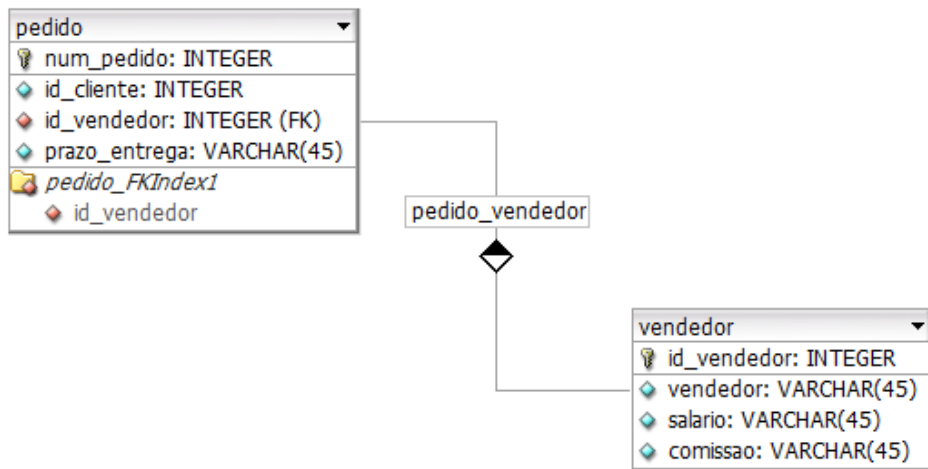 pedido
num_pedido: INTEGER
id_cliente: INTEGER
id_vendedor: INTEGER (FK)
prazo_entrega: VARCHAR(45)
pedido_FKIndex1
id_vendedor
pedido_vendedor
vendedor
id_vendedor: INTEGER
vendedor: VARCHAR(45)
salario: VARCHAR(45)
comissao: VARCHAR(45)